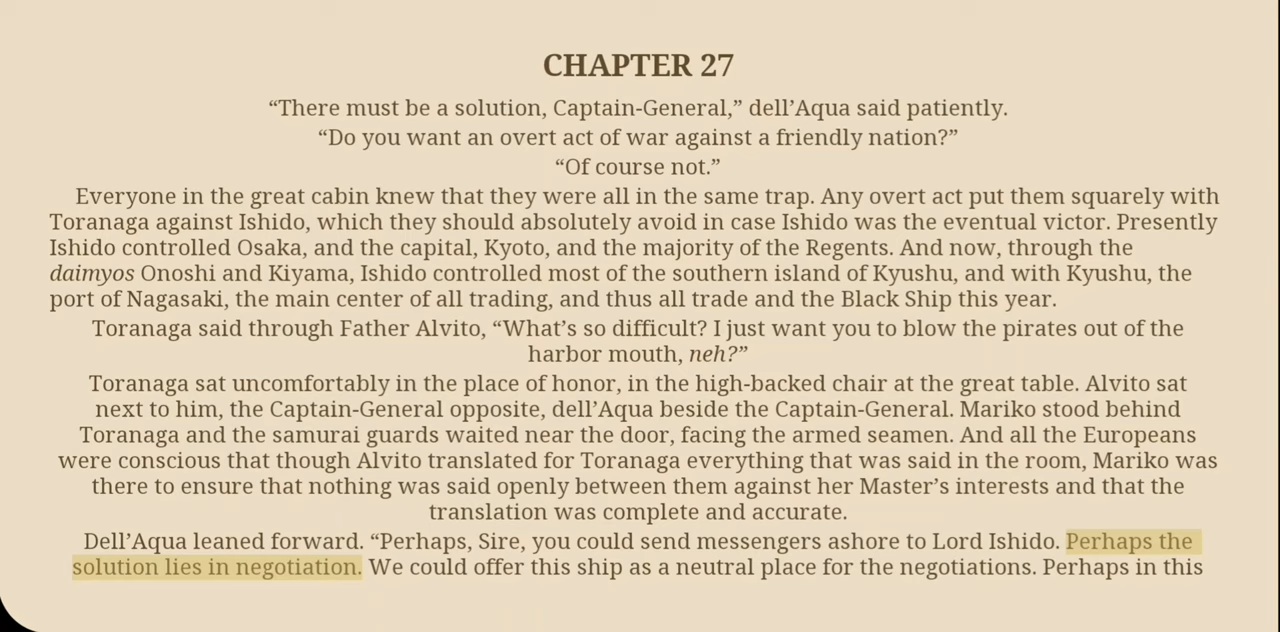 CHAPTER 27
“There must be a solution, Captain-General,” dell’Aqua said patiently.
“Do you want an overt act of war against a friendly nation?”
“Of course not.”
Everyone in the great cabin knew that they were all in the same trap. Any overt act put them squarely with
Toranaga against Ishido, which they should absolutely avoid in case Ishido was the eventual victor. Presently
Ishido controlled Osaka, and the capital, Kyoto, and the majority of the Regents. And now, through the
daimyos Onoshi and Kiyama, Ishido controlled most of the southern island of Kyushu, and with Kyushu, the
port of Nagasaki, the main center of all trading, and thus all trade and the Black Ship this year.
Toranaga said through Father Alvito, “What’s so difficult? I just want you to blow the pirates out of the
harbor mouth, neh?”
Toranaga sat uncomfortably in the place of honor, in the high-backed chair at the great table. Alvito sat
next to him, the Captain-General opposite, dell’Aqua beside the Captain-General. Mariko stood behind
Toranaga and the samurai guards waited near the door, facing the armed seamen. And all the Europeans
were conscious that though Alvito translated for Toranaga everything that was said in the room, Mariko was
there to ensure that nothing was said openly between them against her Master’s interests and that the
translation was complete and accurate.
Dell’Aqua leaned forward. “Perhaps, Sire, you could send messengers ashore to Lord Ishido. Perhaps the
solution lies in negotiation. We could offer this ship as a neutral place for the negotiations. Perhaps in this